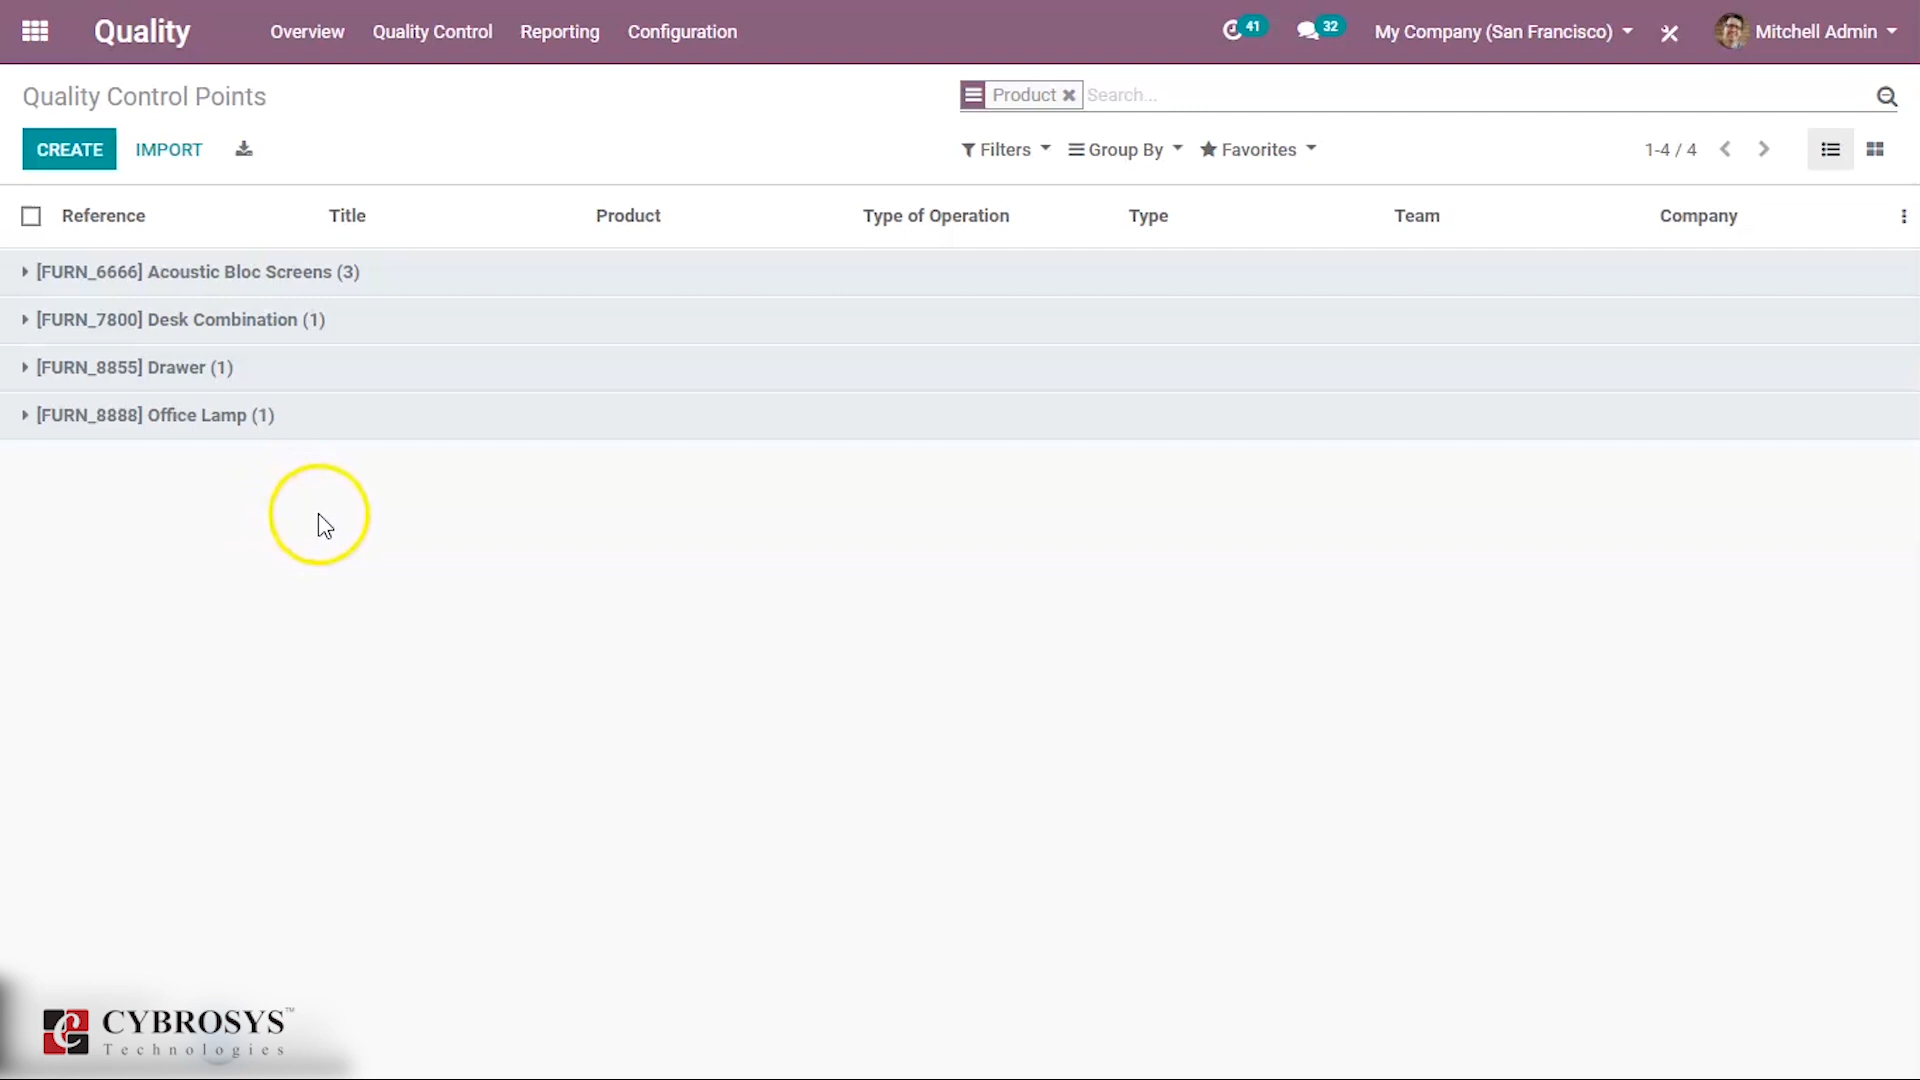 Quality Overview Quality Control Reporting Configuration 41 32 My Company (San Francisco) Mitchell Admin
Quality Control Points Product Search...
CREATE IMPORT Filters Group By Favorites 1-4 / 4
Reference Title Product Type of Operation Type Team Company
[FURN_6666] Acoustic Bloc Screens (3)
[FURN_7800] Desk Combination (1)
[FURN_8855] Drawer (1)
[FURN_8888] Office Lamp (1)
CYBROSYS™
Technologies